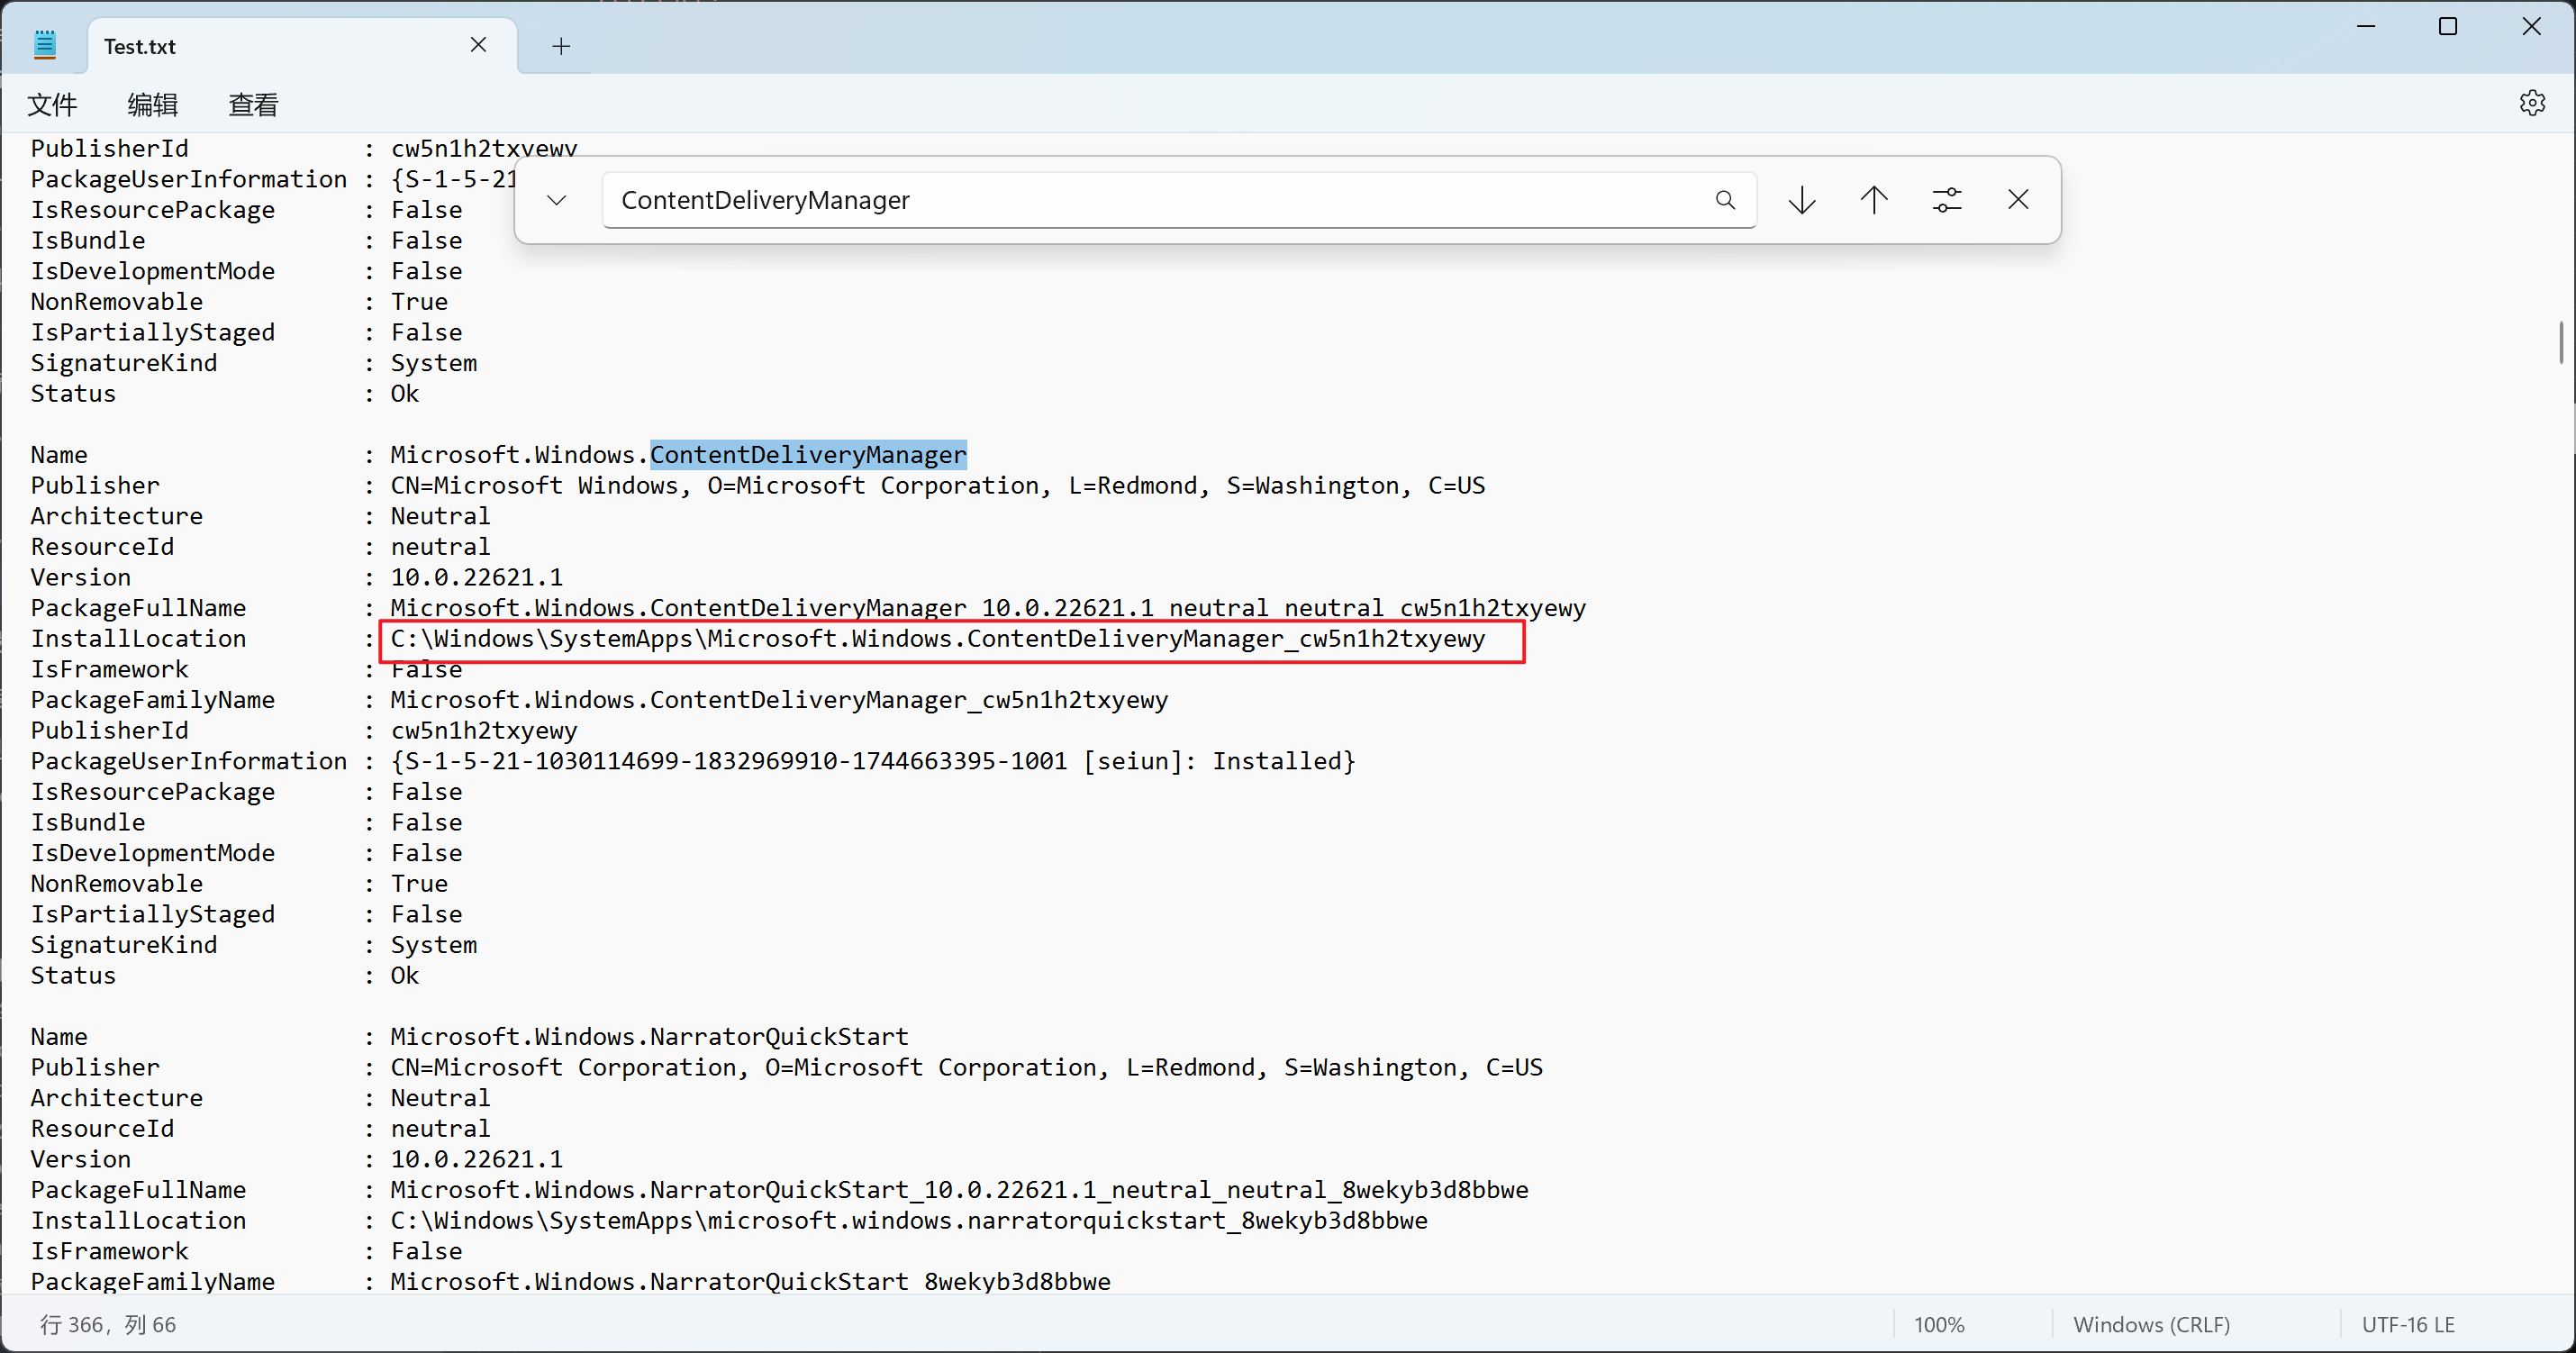 Test.txt
文件 编辑 查看
PublisherId : cw5n1h2txyewy
PackageUserInformation : {S-1-5-21
ContentDeliveryManager
IsResourcePackage : False
IsBundle : False
IsDevelopmentMode : False
NonRemovable : True
IsPartiallyStaged : False
SignatureKind : System
Status : Ok
Name : Microsoft.Windows.ContentDeliveryManager
Publisher : CN=Microsoft Windows, O=Microsoft Corporation, L=Redmond, S=Washington, C=US
Architecture : Neutral
ResourceId : neutral
Version : 10.0.22621.1
PackageFullName : Microsoft.Windows.ContentDeliveryManager_10.0.22621.1_neutral_neutral_cw5n1h2txyewy
InstallLocation : C:\Windows\SystemApps\Microsoft.Windows.ContentDeliveryManager_cw5n1h2txyewy
IsFramework : False
PackageFamilyName : Microsoft.Windows.ContentDeliveryManager_cw5n1h2txyewy
PublisherId : cw5n1h2txyewy
PackageUserInformation : {S-1-5-21-1030114699-1832969910-1744663395-1001 [seiun]: Installed}
IsResourcePackage : False
IsBundle : False
IsDevelopmentMode : False
NonRemovable : True
IsPartiallyStaged : False
SignatureKind : System
Status : Ok
Name : Microsoft.Windows.NarratorQuickStart
Publisher : CN=Microsoft Corporation, O=Microsoft Corporation, L=Redmond, S=Washington, C=US
Architecture : Neutral
ResourceId : neutral
Version : 10.0.22621.1
PackageFullName : Microsoft.Windows.NarratorQuickStart_10.0.22621.1_neutral_neutral_8wekyb3d8bbwe
InstallLocation : C:\Windows\SystemApps\microsoft.windows.narratorquickstart_8wekyb3d8bbwe
IsFramework : False
PackageFamilyName : Microsoft.Windows.NarratorQuickStart_8wekyb3d8bbwe
行 366，列 66 100% Windows (CRLF) UTF-16 LE